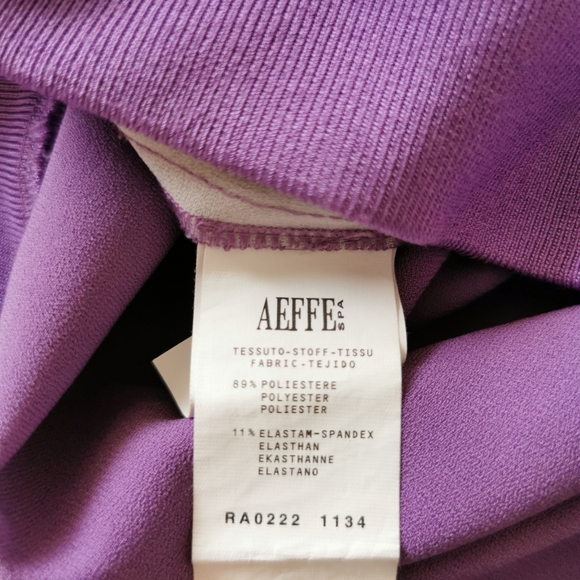 AEFFE SPA
TESSUTO-STOFF-TISSU
FABRIC-TEJIDO
89% POLIESTERE
POLYESTER
POLIESTER
11% ELASTAM-SPANDEX
ELASTHAN
EKASTHANNE
ELASTANO
RA0222 1134